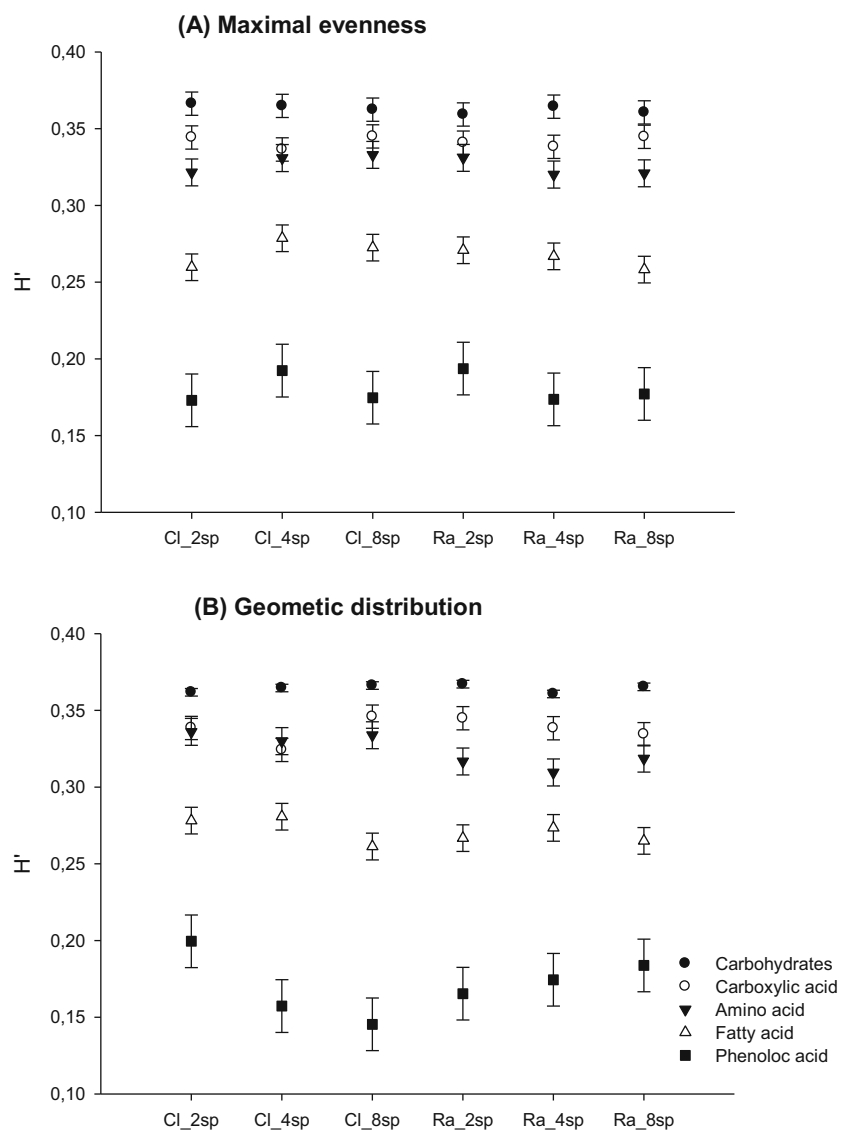 (A) Maximal evenness
0,40
0,35
0,30
0,25
0,20
0,15
0,10
H'
Cl_2sp Cl_4sp Cl_8sp Ra_2sp Ra_4sp Ra_8sp
(B) Geometic distribution
0,40
0,35
0,30
0,25
0,20
0,15
0,10
H'
Carbohydrates
Carboxylic acid
Amino acid
Fatty acid
Phenoloc acid
Cl_2sp Cl_4sp Cl_8sp Ra_2sp Ra_4sp Ra_8sp